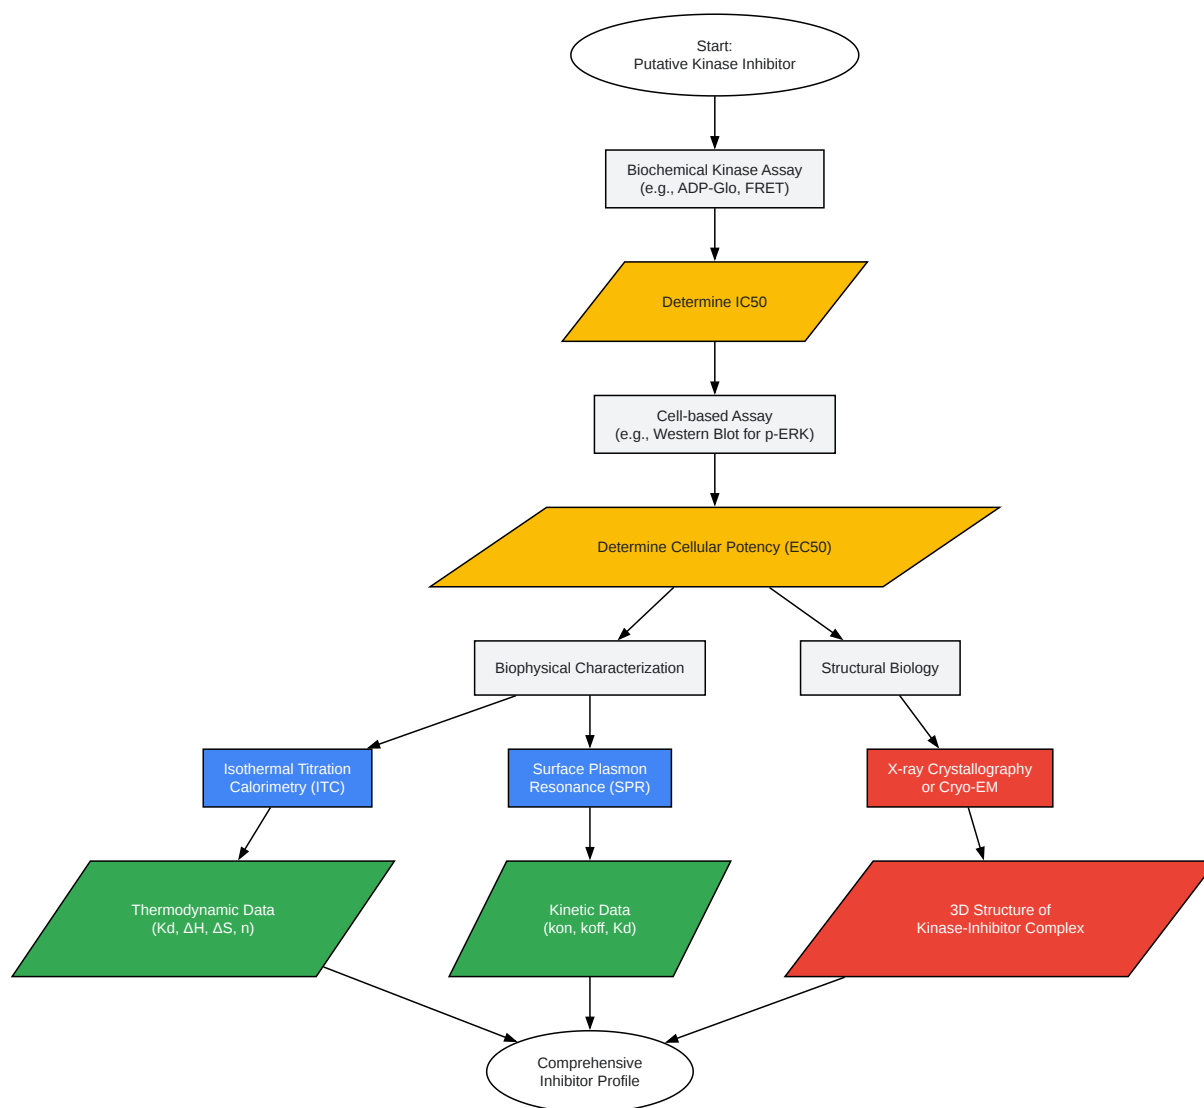 Start:
Putative Kinase Inhibitor
Biochemical Kinase Assay
(e.g., ADP-Glo, FRET)
Determine IC50
Cell-based Assay
(e.g., Western Blot for p-ERK)
Determine Cellular Potency (EC50)
Biophysical Characterization
Structural Biology
Isothermal Titration
Calorimetry (ITC)
Surface Plasmon
Resonance (SPR)
X-ray Crystallography
or Cryo-EM
Thermodynamic Data
(Kd, ΔH, ΔS, n)
Kinetic Data
(kon, koff, Kd)
3D Structure of
Kinase-Inhibitor Complex
Comprehensive
Inhibitor Profile